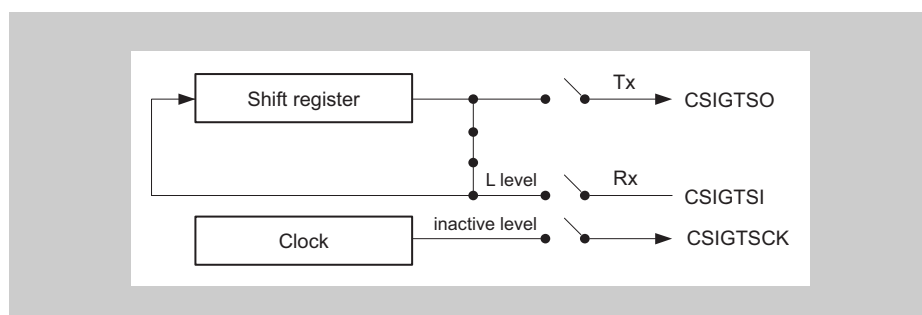 Shift register
Tx
CSIGTSO
L level
Rx
CSIGTSI
Clock
inactive level
CSIGTSCK